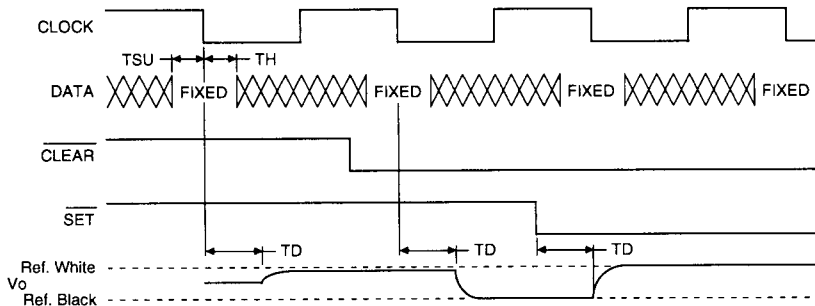 CLOCK
TSU TH
DATA FIXED FIXED FIXED FIXED
CLEAR
SET
TD TD TD
Ref. White
Vo
Ref. Black